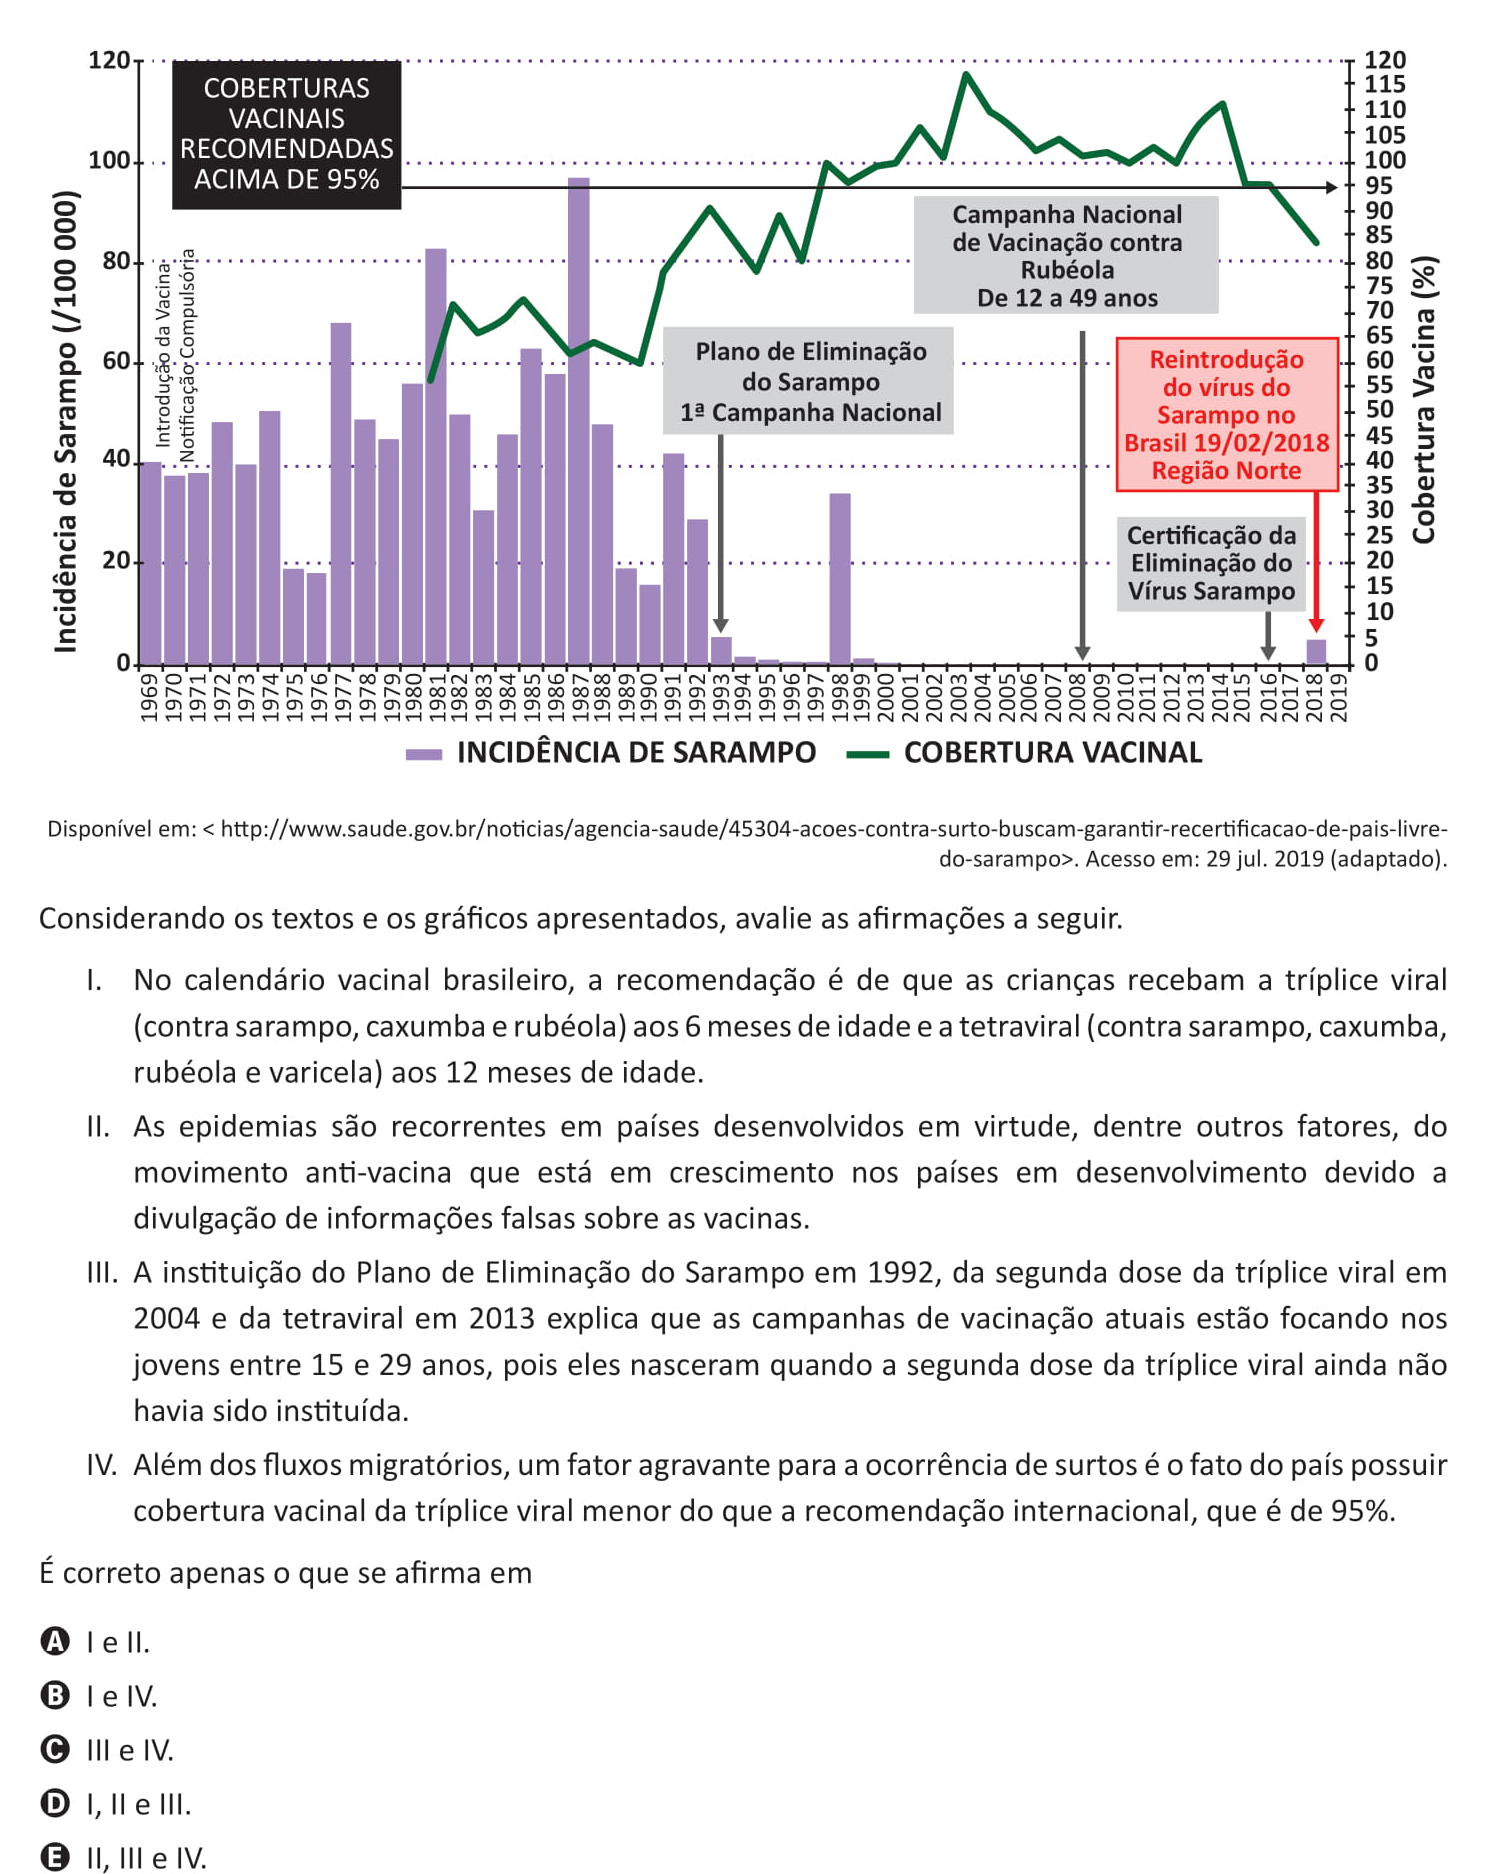 120
100
80
60
40
20
0
Incidência de Sarampo (/100 000)
COBERTURAS
VACINAIS
RECOMENDADAS
ACIMA DE 95%
Introdução da Vacina
Notificação Compulsória
Plano de Eliminação
do Sarampo
1ª Campanha Nacional
Campanha Nacional
de Vacinação contra
Rubéola
De 12 a 49 anos
Reintrodução
do vírus do
Sarampo no
Brasil 19/02/2018
Região Norte
Certificação da
Eliminação do
Vírus Sarampo
120
115
110
105
100
95
90
85
80
75
70
65
60
55
50
45
40
35
30
25
20
15
10
5
0
Cobertura Vacina (%)
1969 1970 1971 1972 1973 1974 1975 1976 1977 1978 1979 1980 1981 1982 1983 1984 1985 1986 1987 1988 1989 1990 1991 1992 1993 1994 1995 1996 1997 1998 1999 2000 2001 2002 2003 2004 2005 2006 2007 2008 2009 2010 2011 2012 2013 2014 2015 2016 2017 2018 2019
INCIDÊNCIA DE SARAMPO COBERTURA VACINAL
Disponível em: < http://www.saude.gov.br/noticias/agencia-saude/45304-acoes-contra-surto-buscam-garantir-recertificacao-de-pais-livre-
do-sarampo>. Acesso em: 29 jul. 2019 (adaptado).
Considerando os textos e os gráficos apresentados, avalie as afirmações a seguir.
I. No calendário vacinal brasileiro, a recomendação é de que as crianças recebam a tríplice viral
(contra sarampo, caxumba e rubéola) aos 6 meses de idade e a tetraviral (contra sarampo, caxumba,
rubéola e varicela) aos 12 meses de idade.
II. As epidemias são recorrentes em países desenvolvidos em virtude, dentre outros fatores, do
movimento anti-vacina que está em crescimento nos países em desenvolvimento devido a
divulgação de informações falsas sobre as vacinas.
III. A instituição do Plano de Eliminação do Sarampo em 1992, da segunda dose da tríplice viral em
2004 e da tetraviral em 2013 explica que as campanhas de vacinação atuais estão focando nos
jovens entre 15 e 29 anos, pois eles nasceram quando a segunda dose da tríplice viral ainda não
havia sido instituída.
IV. Além dos fluxos migratórios, um fator agravante para a ocorrência de surtos é o fato do país possuir
cobertura vacinal da tríplice viral menor do que a recomendação internacional, que é de 95%.
É correto apenas o que se afirma em
A I e II.
B I e IV.
C III e IV.
D I, II e III.
E II, III e IV.